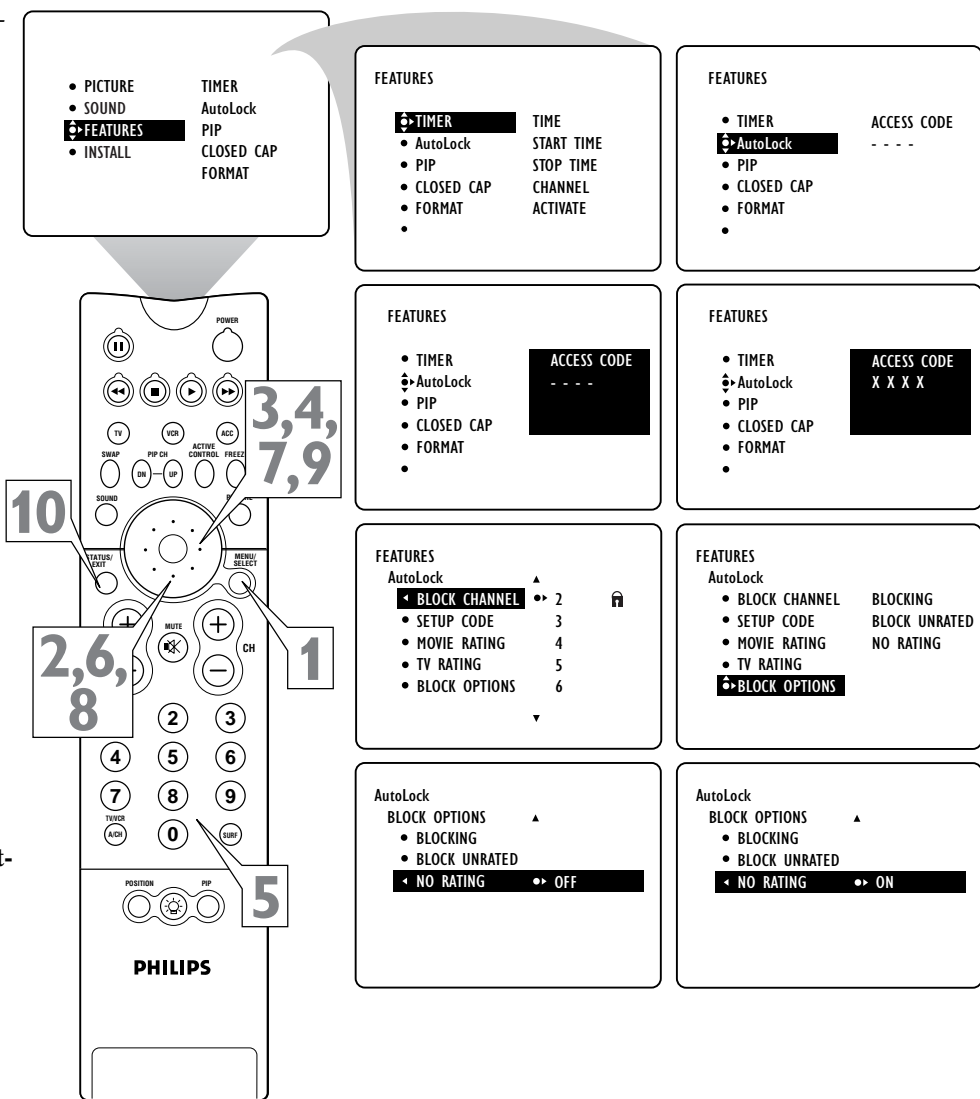 • PICTURE TIMER
• SOUND AutoLock
FEATURES PIP
• INSTALL CLOSED CAP
FORMAT
FEATURES
TIMER TIME
• AutoLock START TIME
• PIP STOP TIME
• CLOSED CAP CHANNEL
• FORMAT ACTIVATE
•
FEATURES
• TIMER ACCESS CODE
AutoLock - - - -
• PIP
• CLOSED CAP
• FORMAT
•
FEATURES
• TIMER ACCESS CODE
AutoLock - - - -
• PIP
• CLOSED CAP
• FORMAT
•
FEATURES
• TIMER ACCESS CODE
AutoLock X X X X
• PIP
• CLOSED CAP
• FORMAT
•
FEATURES
AutoLock
BLOCK CHANNEL 2
• SETUP CODE 3
• MOVIE RATING 4
• TV RATING 5
• BLOCK OPTIONS 6
FEATURES
AutoLock
• BLOCK CHANNEL BLOCKING
• SETUP CODE BLOCK UNRATED
• MOVIE RATING NO RATING
• TV RATING
BLOCK OPTIONS
AutoLock
BLOCK OPTIONS
• BLOCKING
• BLOCK UNRATED
NO RATING OFF
AutoLock
BLOCK OPTIONS
• BLOCKING
• BLOCK UNRATED
NO RATING ON
POWER
TV VCR ACC
SWAP PIP CH ACTIVE CONTROL
DN UP
SOUND
3,4,
7,9
10
STATUS/
EXIT
MENU/
SELECT
MUTE
CH
2,6,
8
1
2 3
4 5 6
7 8 9
TV/VCR
A/CH 0 SURF
5
POSITION PIP
PHILIPS